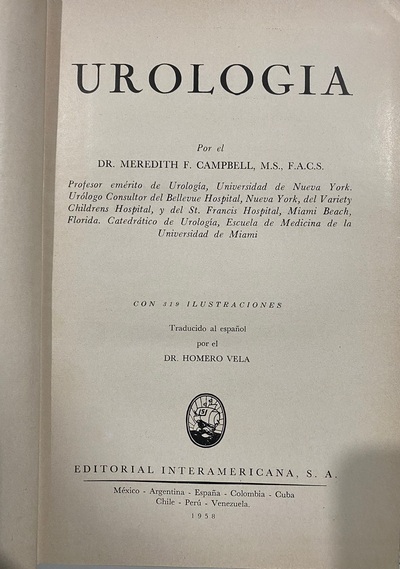 UROLOGIA
Por el
DR. MEREDITH F. CAMPBELL, M.S., F.A.C.S.
Profesor emérito de Urología, Universidad de Nueva York.
Urólogo Consultor del Bellevue Hospital, Nueva York, del Variety
Childrens Hospital, y del St. Francis Hospital, Miami Beach,
Florida. Catedrático de Urología, Escuela de Medicina de la
Universidad de Miami
CON 319 ILUSTRACIONES
Traducido al español
por el
DR. HOMERO VELA
EDITORIAL INTERAMERICANA, S. A.
México - Argentina - España - Colombia - Cuba
Chile - Perú - Venezuela.
1958